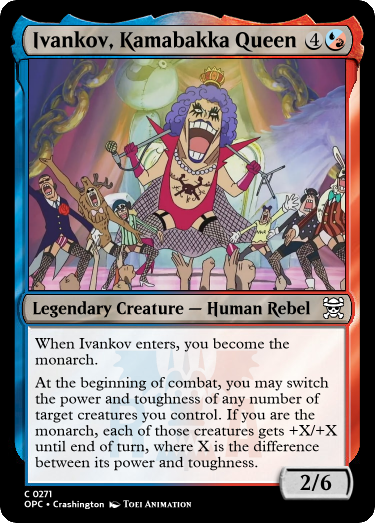 Ivankov, Kamabakka Queen 4
Legendary Creature — Human Rebel
When Ivankov enters, you become the
monarch.
At the beginning of combat, you may switch
the power and toughness of any number of
target creatures you control. If you are the
monarch, each of those creatures gets +X/+X
until end of turn, where X is the difference
between its power and toughness.
2/6
C 0271
OPC • Crashington Toei Animation